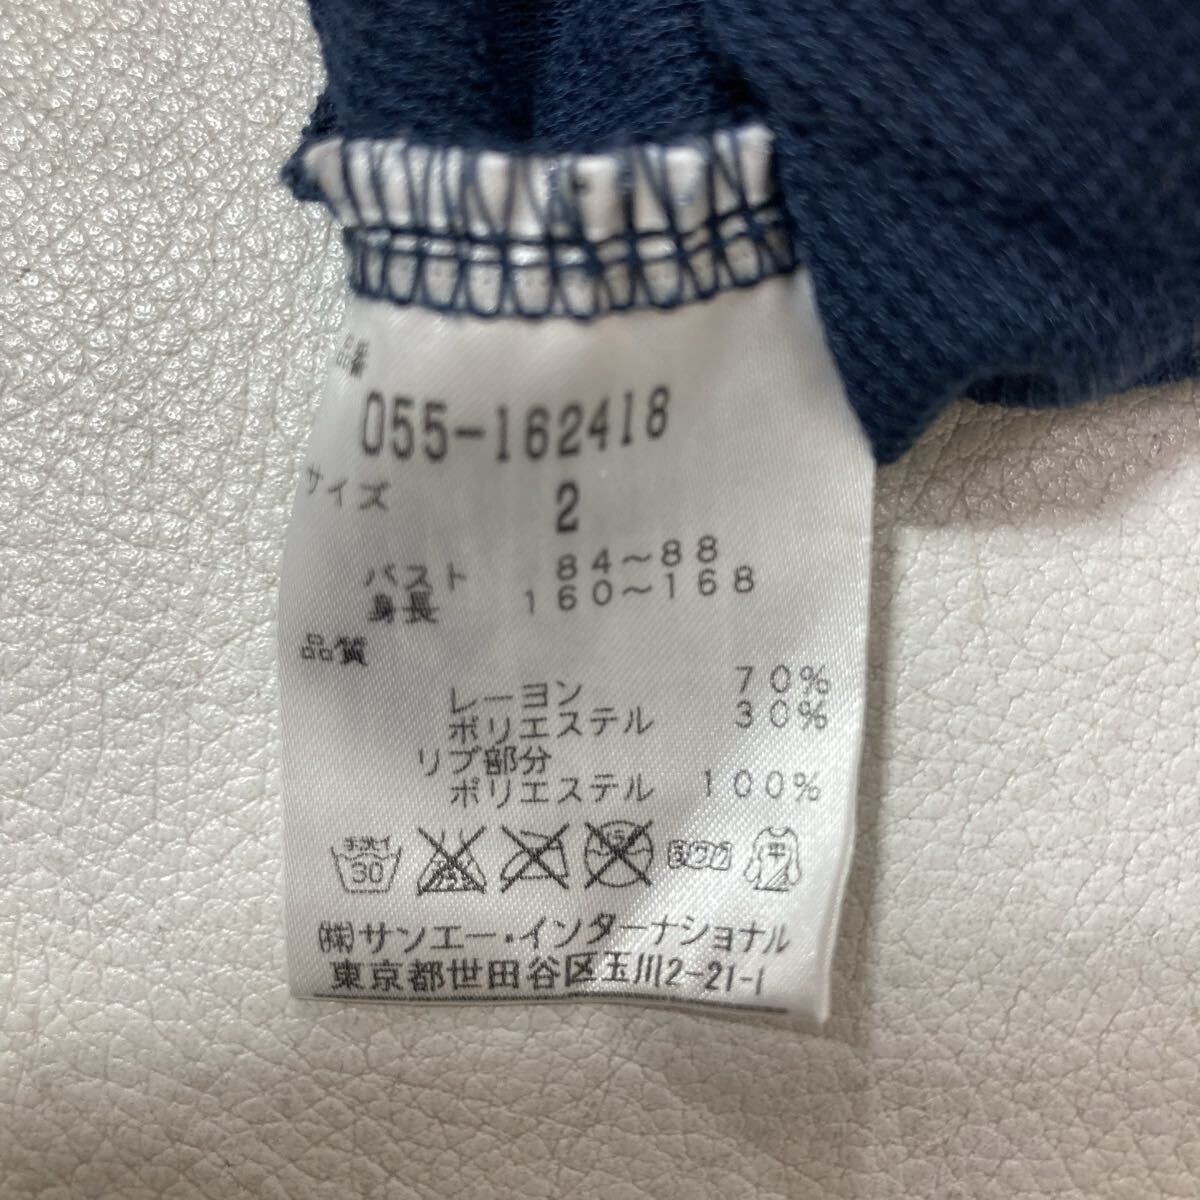 品番
055-162418
サイズ 2
バスト 84～88
身長 160～168
品質
レーヨン 70%
ポリエステル 30%
リブ部分
ポリエステル 100%
手洗イ
30
平
(株)サンエー・インターナショナル
東京都世田谷区玉川2-21-1